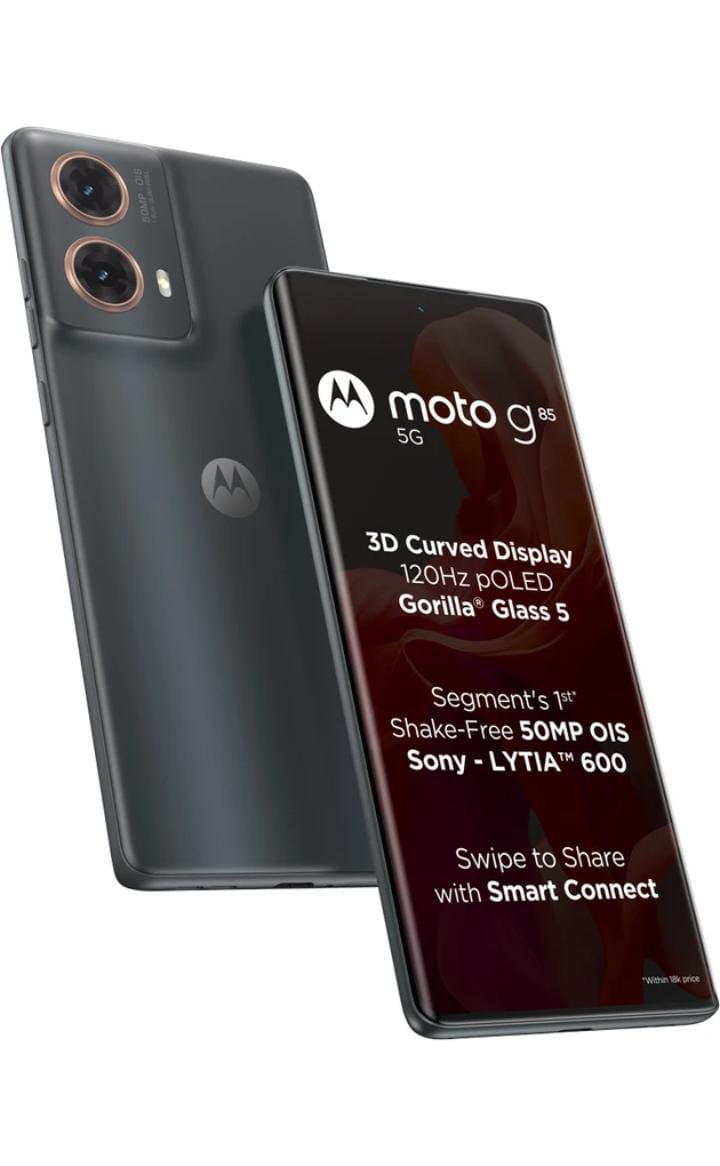 50MP - OIS
moto g85
5G
3D Curved Display
120Hz pOLED
Gorilla® Glass 5
Segment's 1st*
Shake-Free 50MP OIS
Sony - LYTIA™ 600
Swipe to Share
with Smart Connect
*Within 18k price